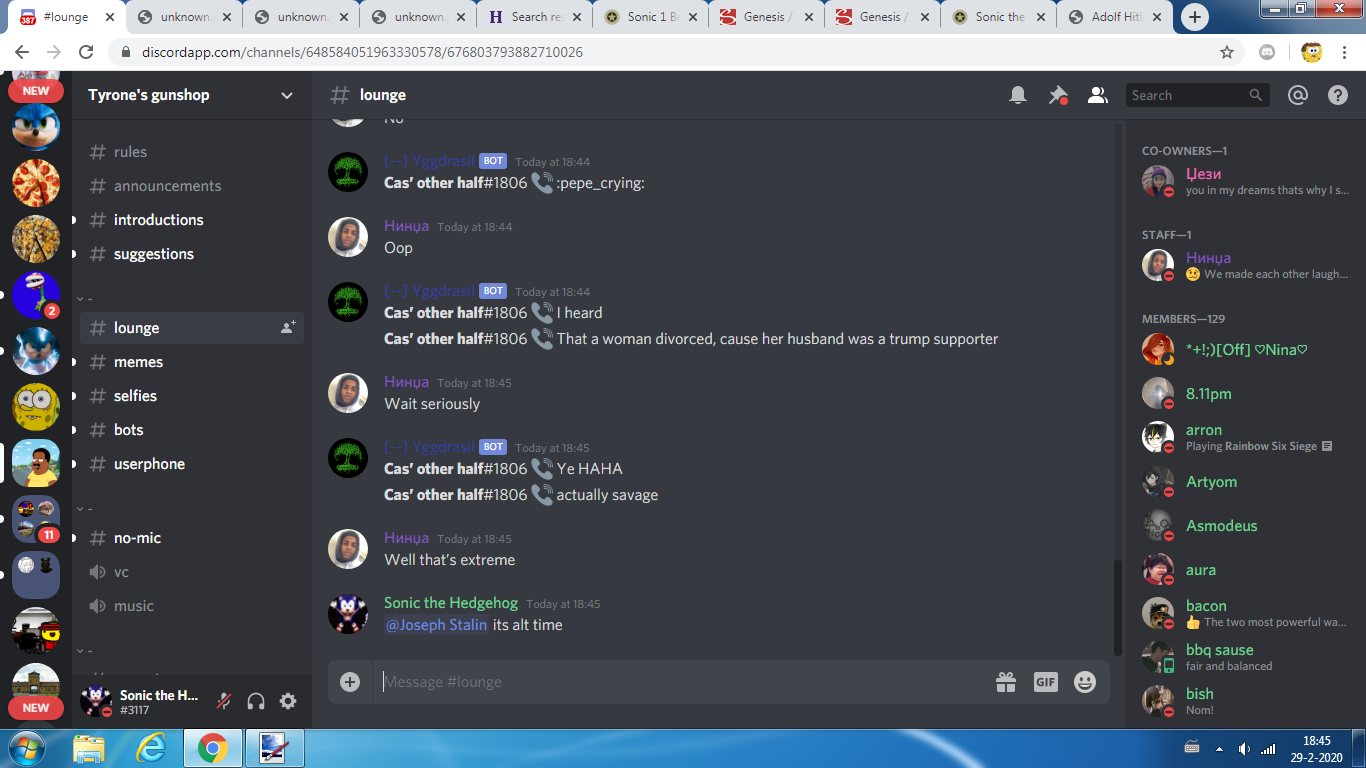 387
#lounge
unknown.
unknown.
unknown.
Search re
Sonic 1 B
Genesis /
Genesis /
Sonic the
Adolf Hitl
discordapp.com/channels/648584051963330578/676803793882710026
NEW
2
11
NEW
Tyrone's gunshop
rules
announcements
introductions
suggestions
-
lounge
memes
selfies
bots
userphone
-
no-mic
vc
music
-
Sonic the H...
#3117
lounge
Search
No
[--] Yggdrasil BOT Today at 18:44
Cas' other half#1806 :pepe_crying:
Нинџа Today at 18:44
Oop
[--] Yggdrasil BOT Today at 18:44
Cas' other half#1806 I heard
Cas' other half#1806 That a woman divorced, cause her husband was a trump supporter
Нинџа Today at 18:45
Wait seriously
[--] Yggdrasil BOT Today at 18:45
Cas' other half#1806 Ye HAHA
Cas' other half#1806 actually savage
Нинџа Today at 18:45
Well that's extreme
Sonic the Hedgehog Today at 18:45
@Joseph Stalin its alt time
Message #lounge
GIF
CO-OWNERS—1
Џези
you in my dreams thats why I s...
STAFF—1
Нинџа
We made each other laugh...
MEMBERS—129
*+!;)[Off] ♡Nina♡
8.11pm
arron
Playing Rainbow Six Siege
Artyom
Asmodeus
aura
bacon
The two most powerful wa...
bbq sause
fair and balanced
bish
Nom!
18:45
29-2-2020